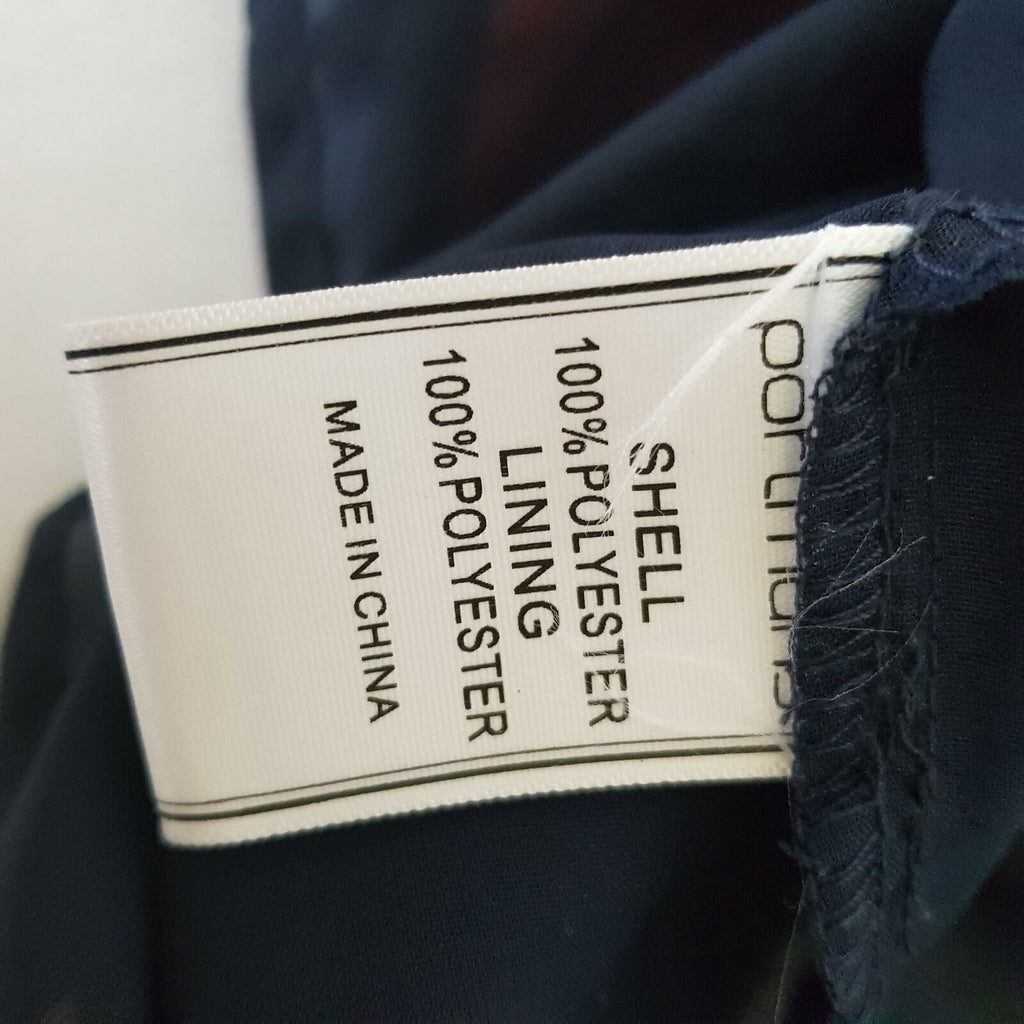 SHELL
100% POLYESTER
LINING
100% POLYESTER
MADE IN CHINA